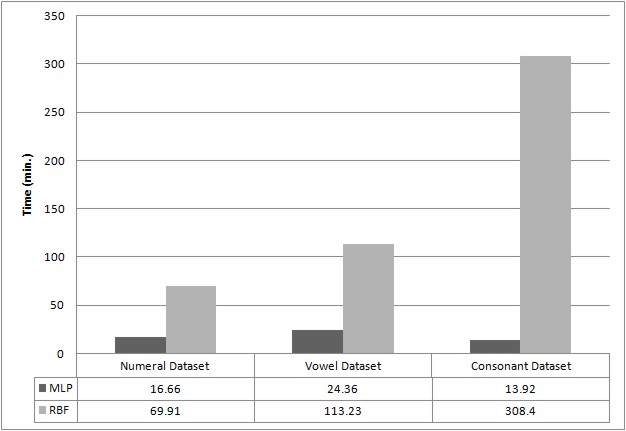 350
300
250
200
150
100
50
0
Time (min.)
Numeral Dataset Vowel Dataset Consonant Dataset
MLP 16.66 24.36 13.92
RBF 69.91 113.23 308.4